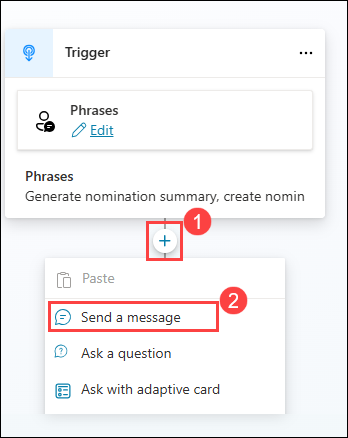 Trigger
...
Phrases
Edit
Phrases
Generate nomination summary, create nomin
1
+
Paste
2
Send a message
Ask a question
Ask with adaptive card